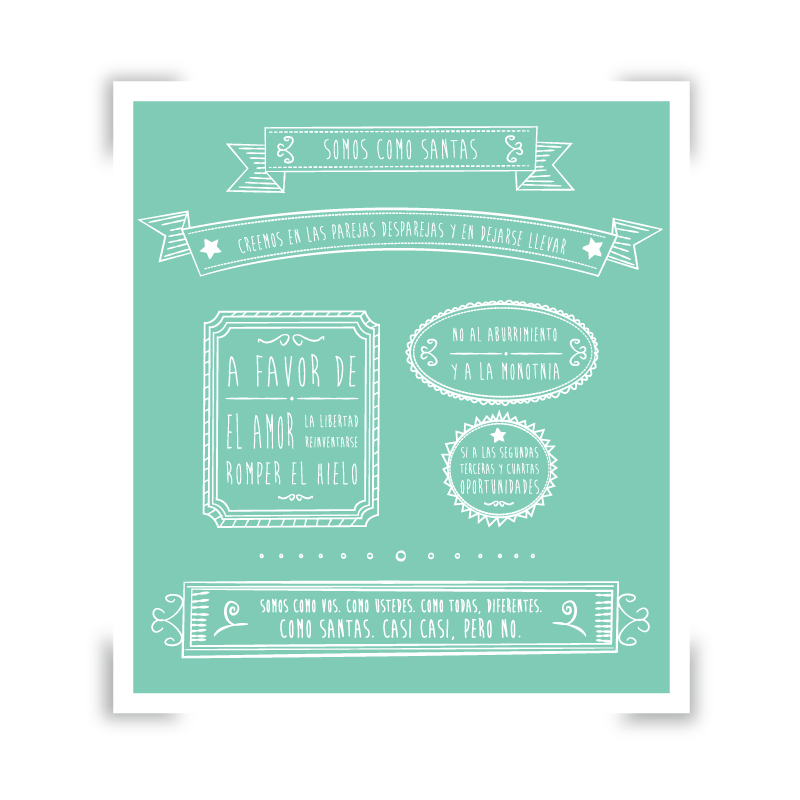 SOMOS COMO SANTAS
CREEMOS EN LAS PAREJAS DESPAREJAS Y EN DEJARSE LLEVAR
A FAVOR DE
EL AMOR
LA LIBERTAD
REINVENTARSE
ROMPER EL HIELO
NO AL ABURRIMIENTO
Y A LA MONOTNIA
SI A LAS SEGUNDAS
TERCERAS Y CUARTAS
OPORTUNIDADES
SOMOS COMO VOS. COMO USTEDES. COMO TODAS, DIFERENTES.
COMO SANTAS. CASI CASI, PERO NO.